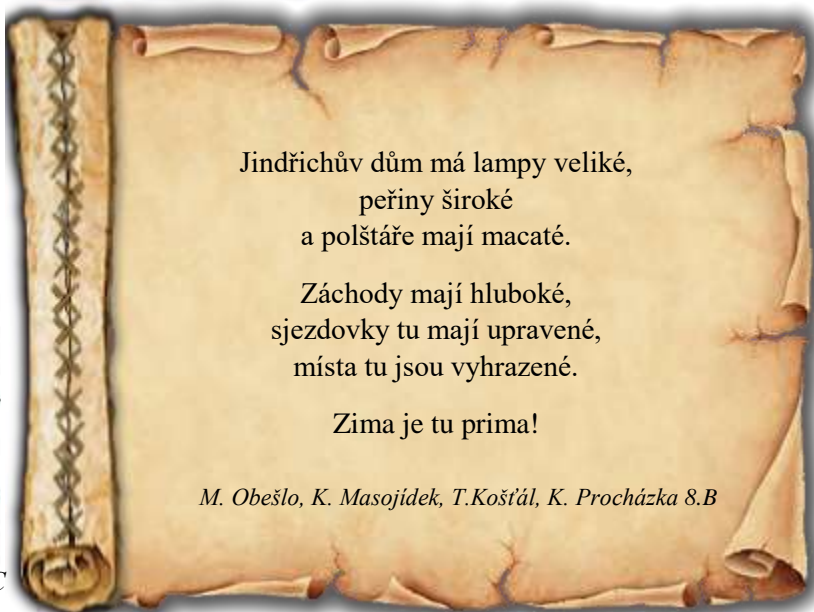 Jindřichův dům má lampy veliké,
peřiny široké
a polštáře mají macaté.
Záchody mají hluboké,
sjezdovky tu mají upravené,
místa tu jsou vyhrazené.
Zima je tu prima!
M. Obešlo, K. Masojídek, T.Košťál, K. Procházka 8.B